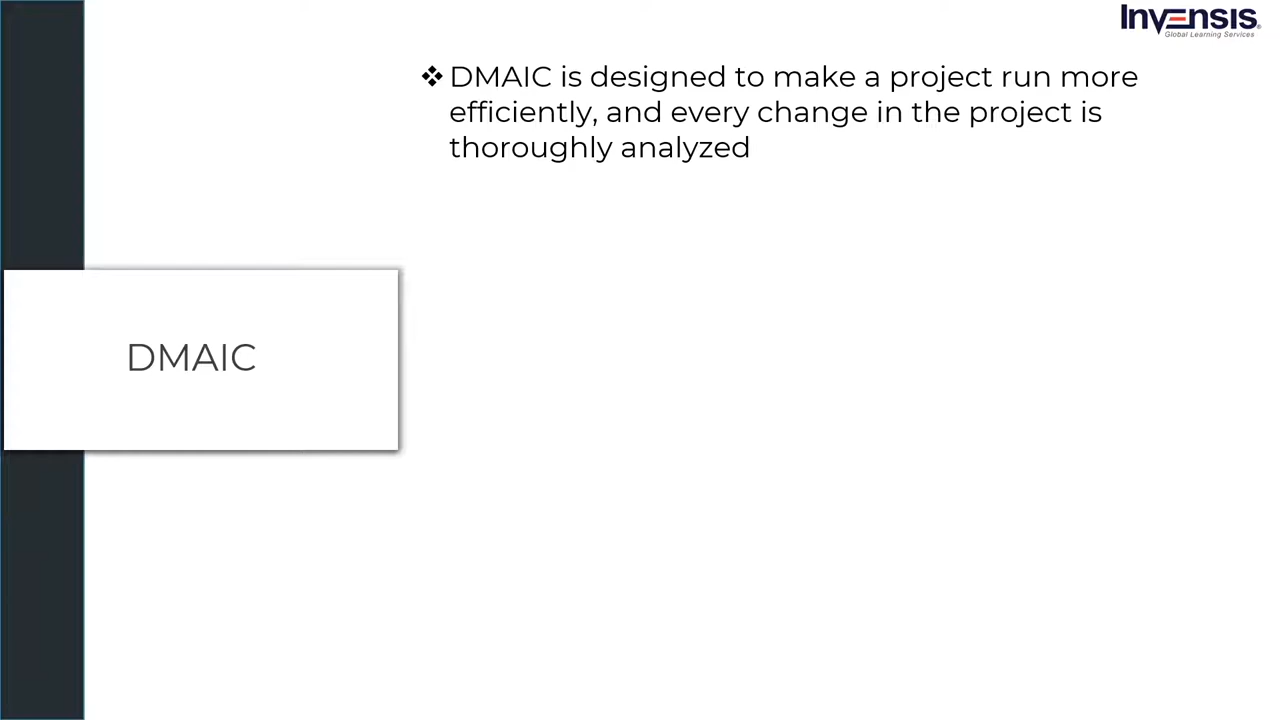 Invensis
Global Learning Services
❖ DMAIC is designed to make a project run more
efficiently, and every change in the project is
thoroughly analyzed
DMAIC